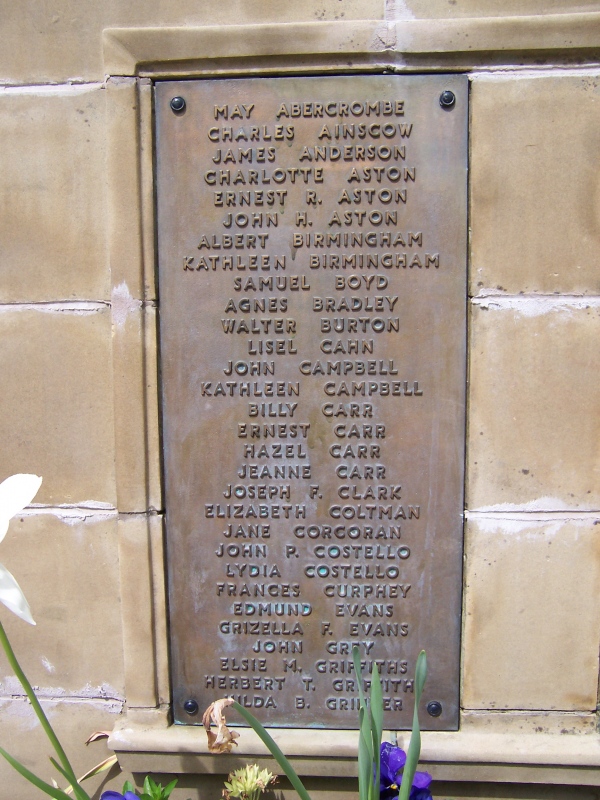 MAY ABERCROMBE
CHARLES AINSCOW
JAMES ANDERSON
CHARLOTTE ASTON
ERNEST R. ASTON
JOHN H. ASTON
ALBERT BIRMINGHAM
KATHLEEN BIRMINGHAM
SAMUEL BOYD
AGNES BRADLEY
WALTER BURTON
LISEL CAHN
JOHN CAMPBELL
KATHLEEN CAMPBELL
BILLY CARR
ERNEST CARR
HAZEL CARR
JEANNE CARR
JOSEPH F. CLARK
ELIZABETH COLTMAN
JANE CORCORAN
JOHN P. COSTELLO
LYDIA COSTELLO
FRANCES CURPHEY
EDMUND EVANS
GRIZELLA F. EVANS
JOHN GREY
ELSIE M. GRIFFITHS
HERBERT T.
B.